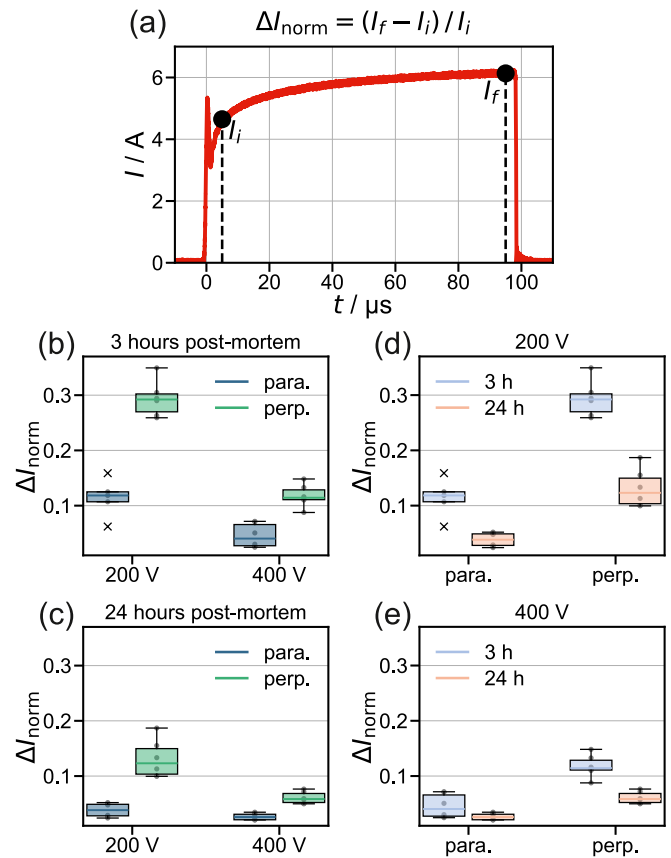 (a)
ΔI_norm = (I_f − I_i) / I_i
I / A
6
4
2
0
I_i
I_f
0 20 40 60 80 100
t / µs
(b)
3 hours post-mortem
ΔI_norm
0.3
0.2
0.1
para.
perp.
200 V 400 V
(d)
200 V
ΔI_norm
0.3
0.2
0.1
3 h
24 h
para. perp.
(c)
24 hours post-mortem
ΔI_norm
0.3
0.2
0.1
para.
perp.
200 V 400 V
(e)
400 V
ΔI_norm
0.3
0.2
0.1
3 h
24 h
para. perp.